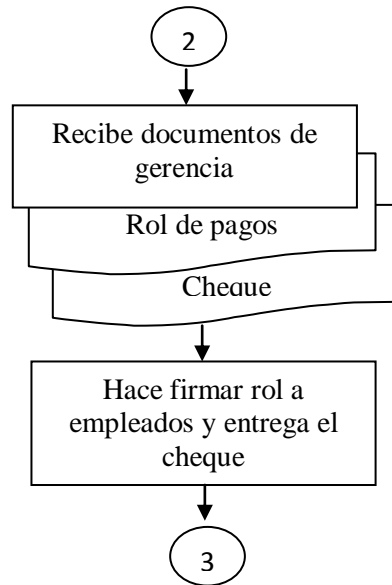 2
Recibe documentos de
gerencia
Rol de pagos
Cheque
Hace firmar rol a
empleados y entrega el
cheque
3